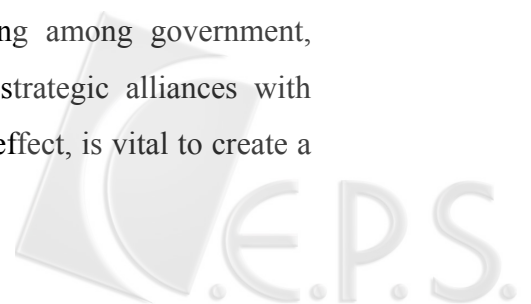 ng among government,
strategic alliances with
effect, is vital to create a
C.E.P.S.